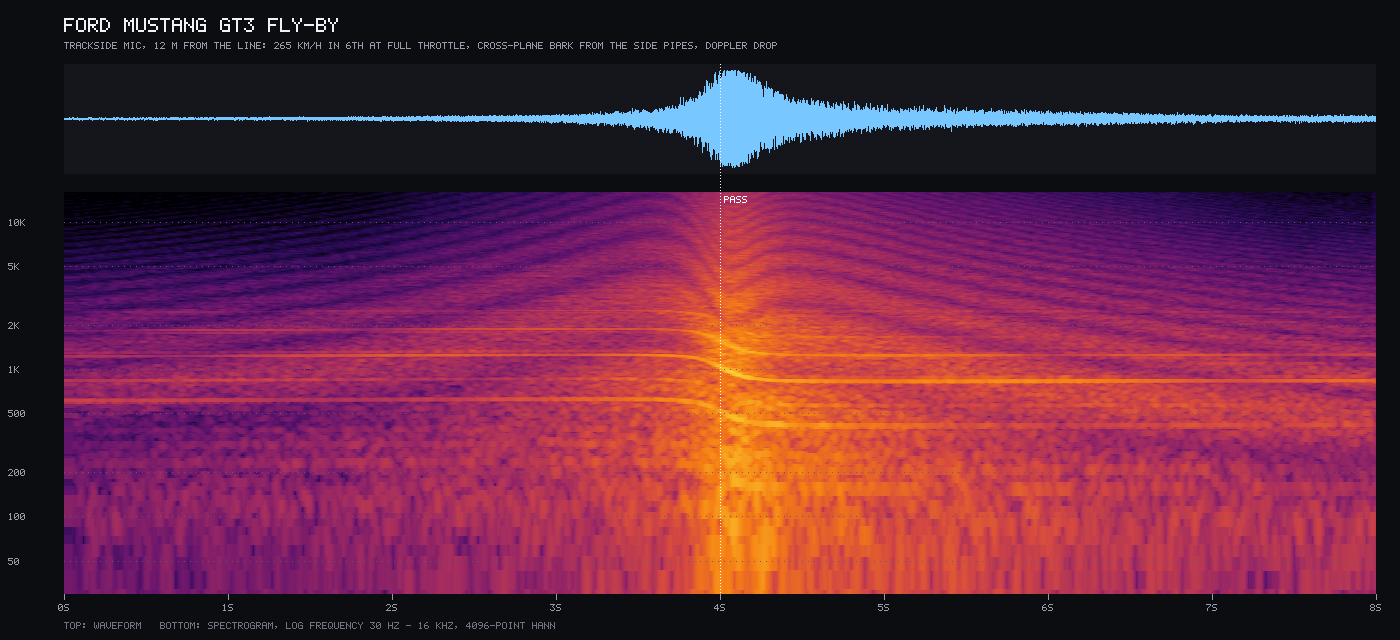 FORD MUSTANG GT3 FLY-BY
TRACKSIDE MIC, 12 M FROM THE LINE: 265 KM/H IN 6TH AT FULL THROTTLE, CROSS-PLANE BARK FROM THE SIDE PIPES, DOPPLER DROP
PASS
10K
5K
2K
1K
500
200
100
50
0S 1S 2S 3S 4S 5S 6S 7S 8S
TOP: WAVEFORM BOTTOM: SPECTROGRAM, LOG FREQUENCY 30 HZ - 16 KHZ, 4096-POINT HANN